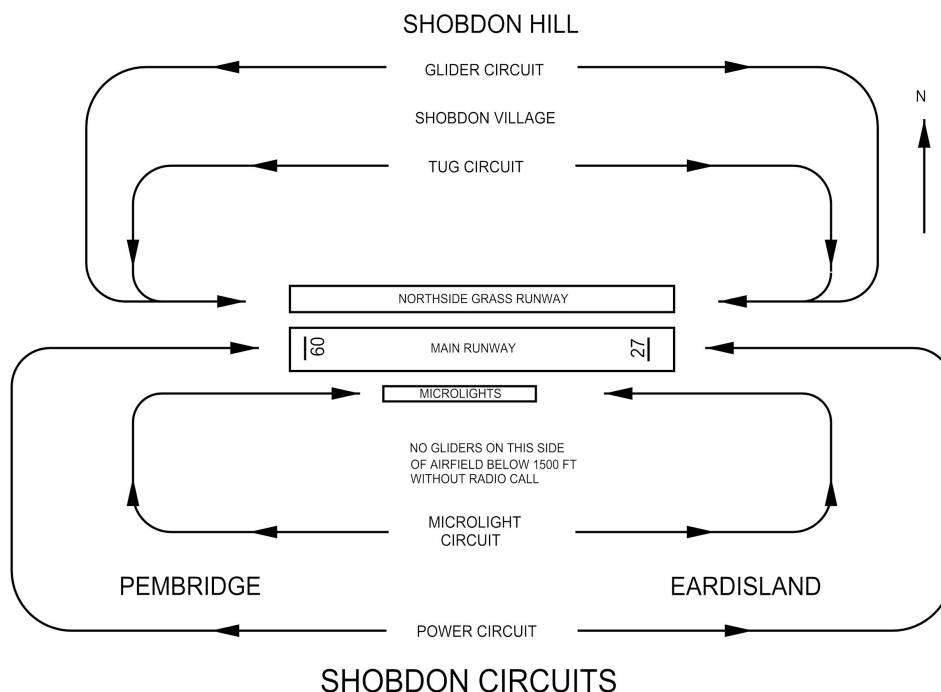 SHOBDON HILL
GLIDER CIRCUIT
N
SHOBDON VILLAGE
TUG CIRCUIT
NORTHSIDE GRASS RUNWAY
09
MAIN RUNWAY
27
MICROLIGHTS
NO GLIDERS ON THIS SIDE
OF AIRFIELD BELOW 1500 FT
WITHOUT RADIO CALL
MICROLIGHT
CIRCUIT
PEMBRIDGE
EARDISLAND
POWER CIRCUIT
SHOBDON CIRCUITS